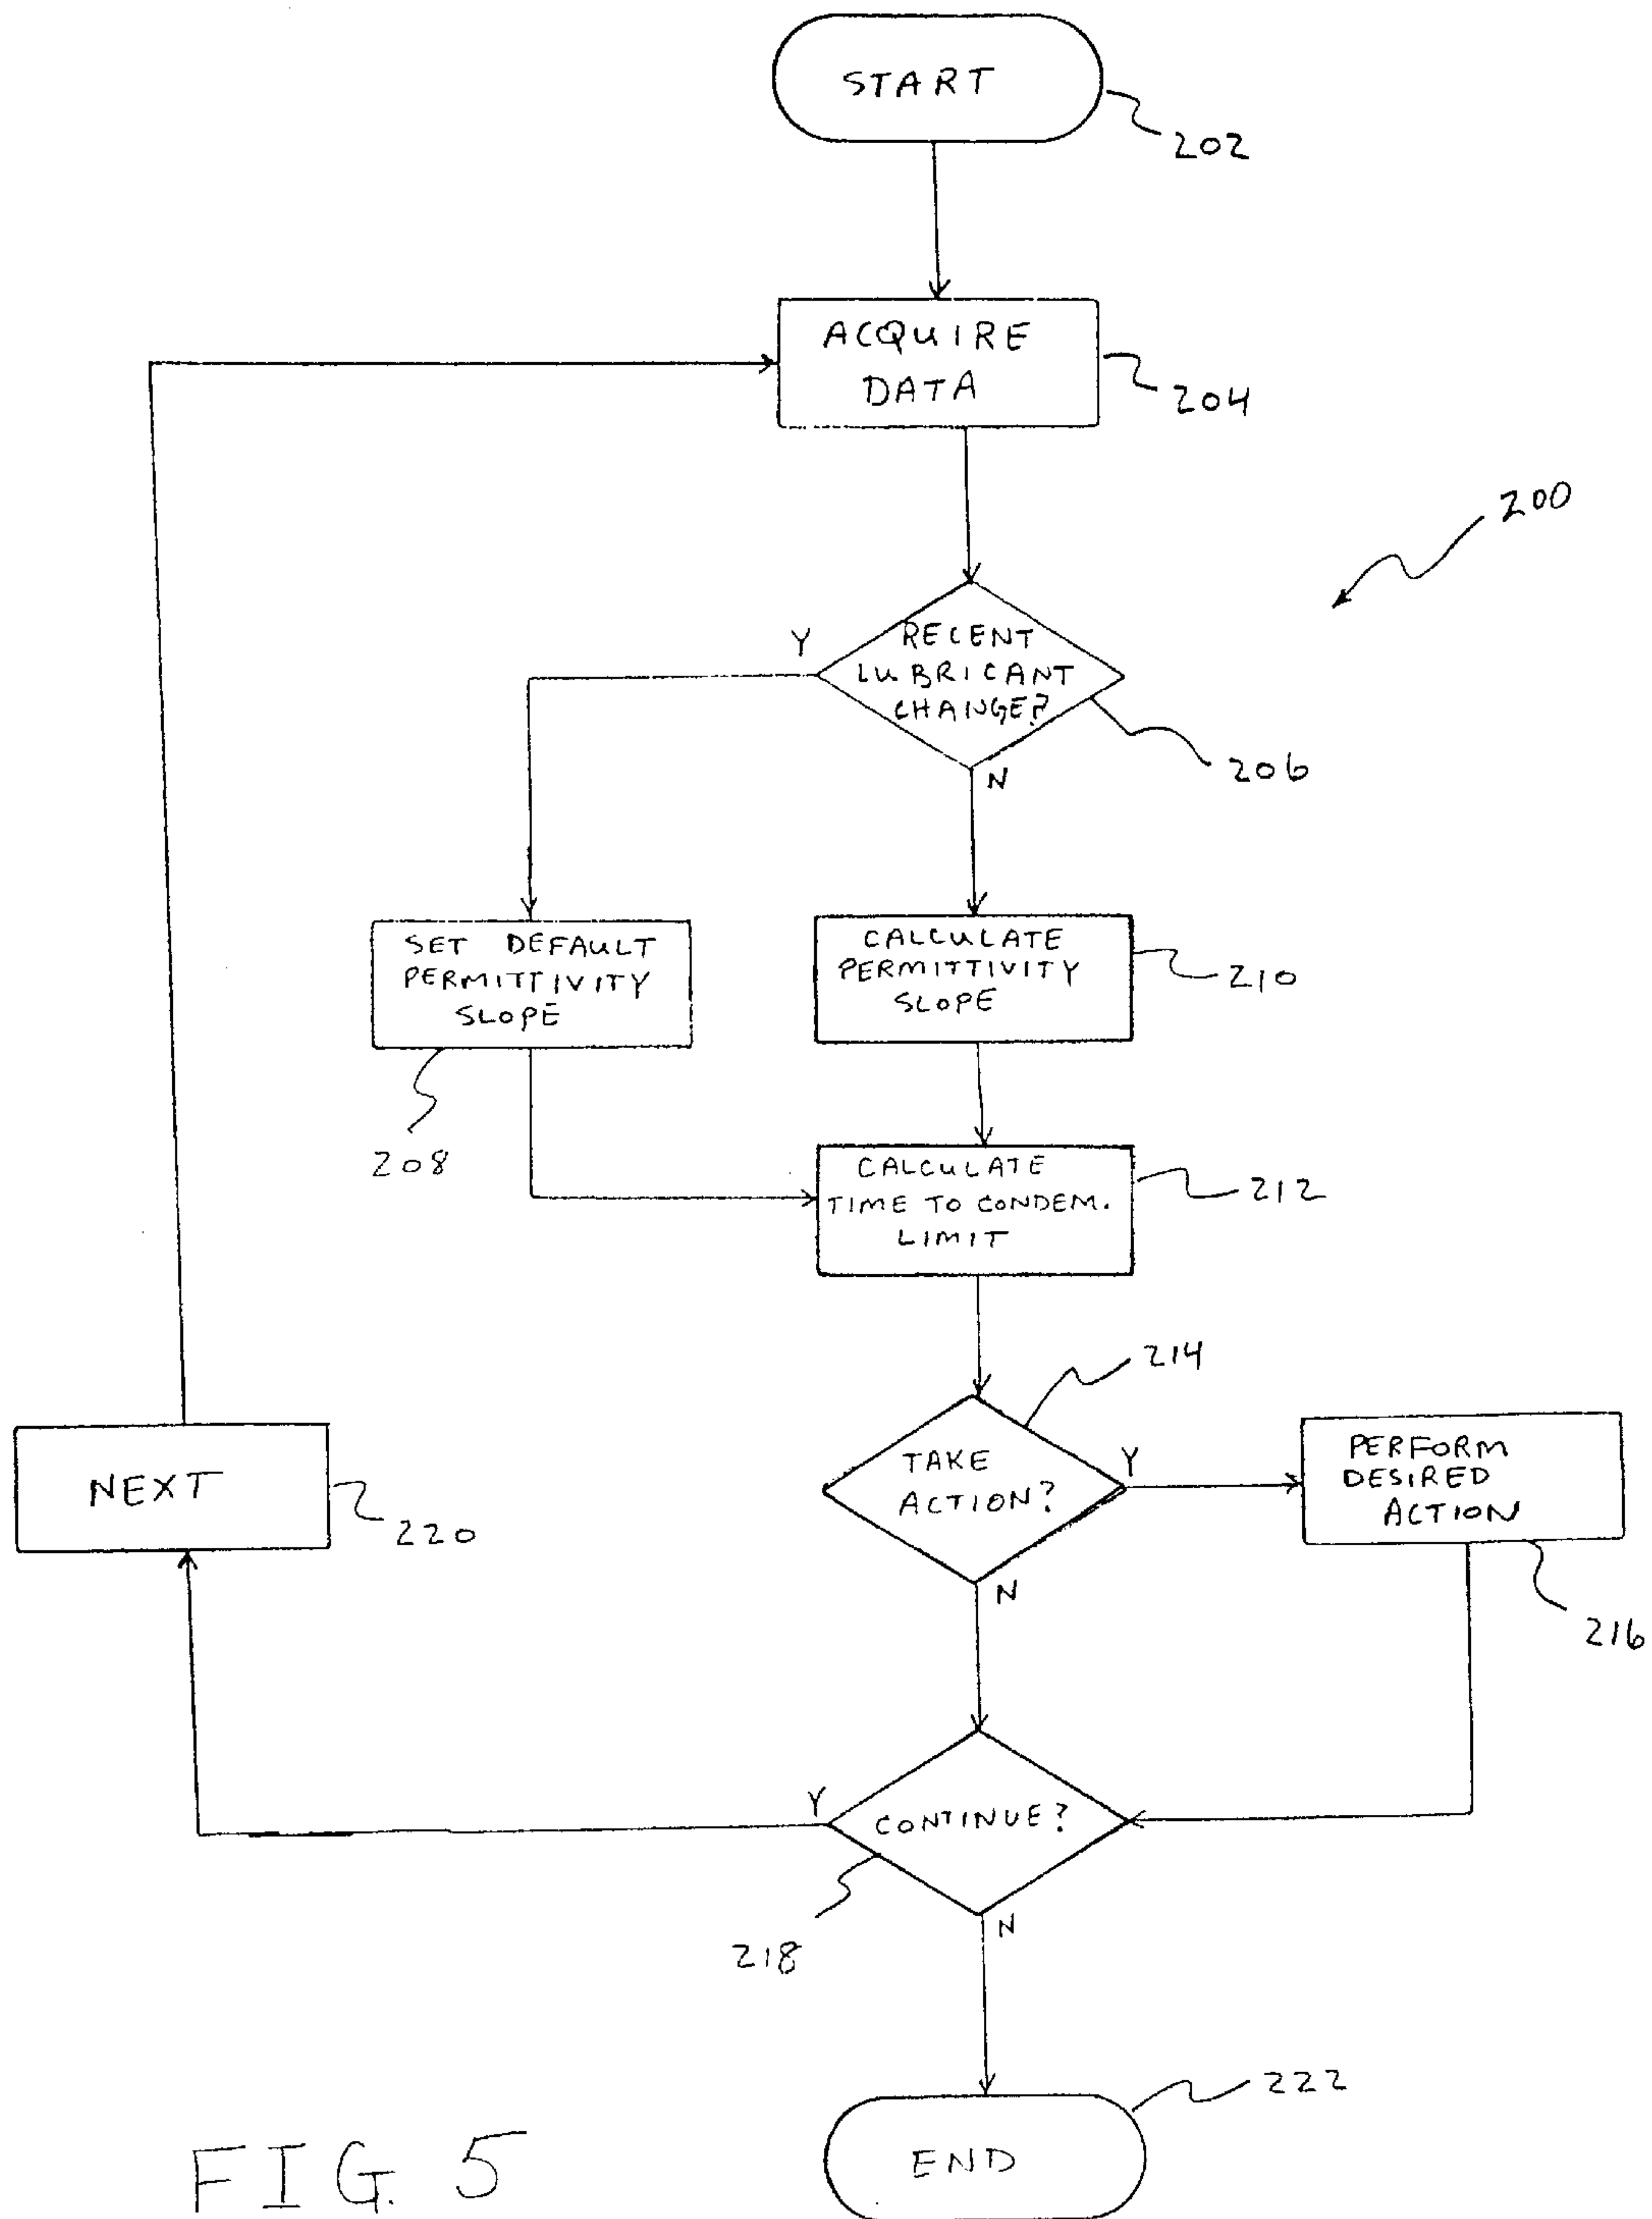 START
202
ACQUIRE
DATA
204
200
RECENT
LUBRICANT
CHANGE?
Y
N
206
SET DEFAULT
PERMITTIVITY
SLOPE
208
CALCULATE
PERMITTIVITY
SLOPE
210
CALCULATE
TIME TO CONDEM.
LIMIT
212
214
TAKE
ACTION?
Y
N
PERFORM
DESIRED
ACTION
216
NEXT
220
Y
CONTINUE?
N
218
222
END
FIG. 5